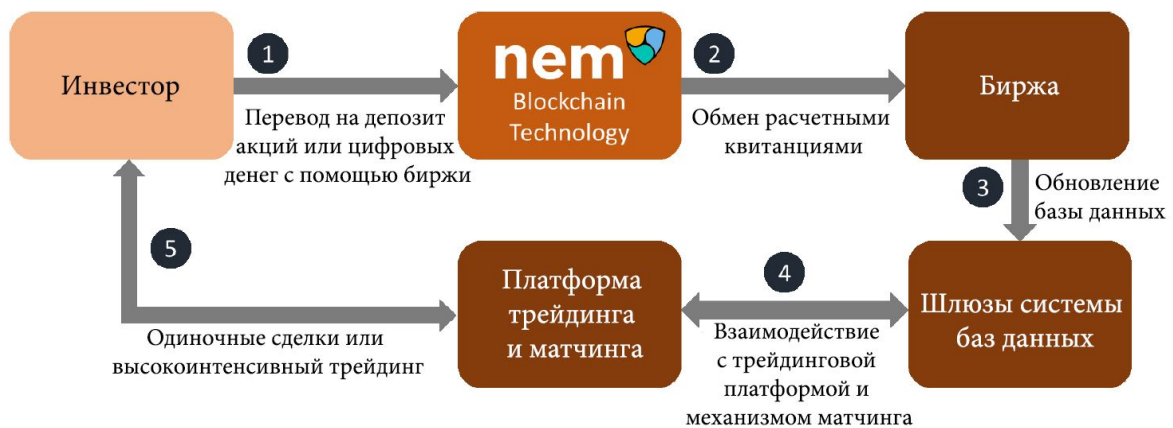 Инвестор
1
Перевод на депозит
акций или цифровых
денег с помощью биржи
nem
Blockchain
Technology
2
Обмен расчетными
квитанциями
Биржа
3
Обновление
базы данных
5
Одиночные сделки или
высокоинтенсивный трейдинг
Платформа
трейдинга
и матчинга
4
Взаимодействие
с трейдинговой
платформой и
механизмом матчинга
Шлюзы системы
баз данных